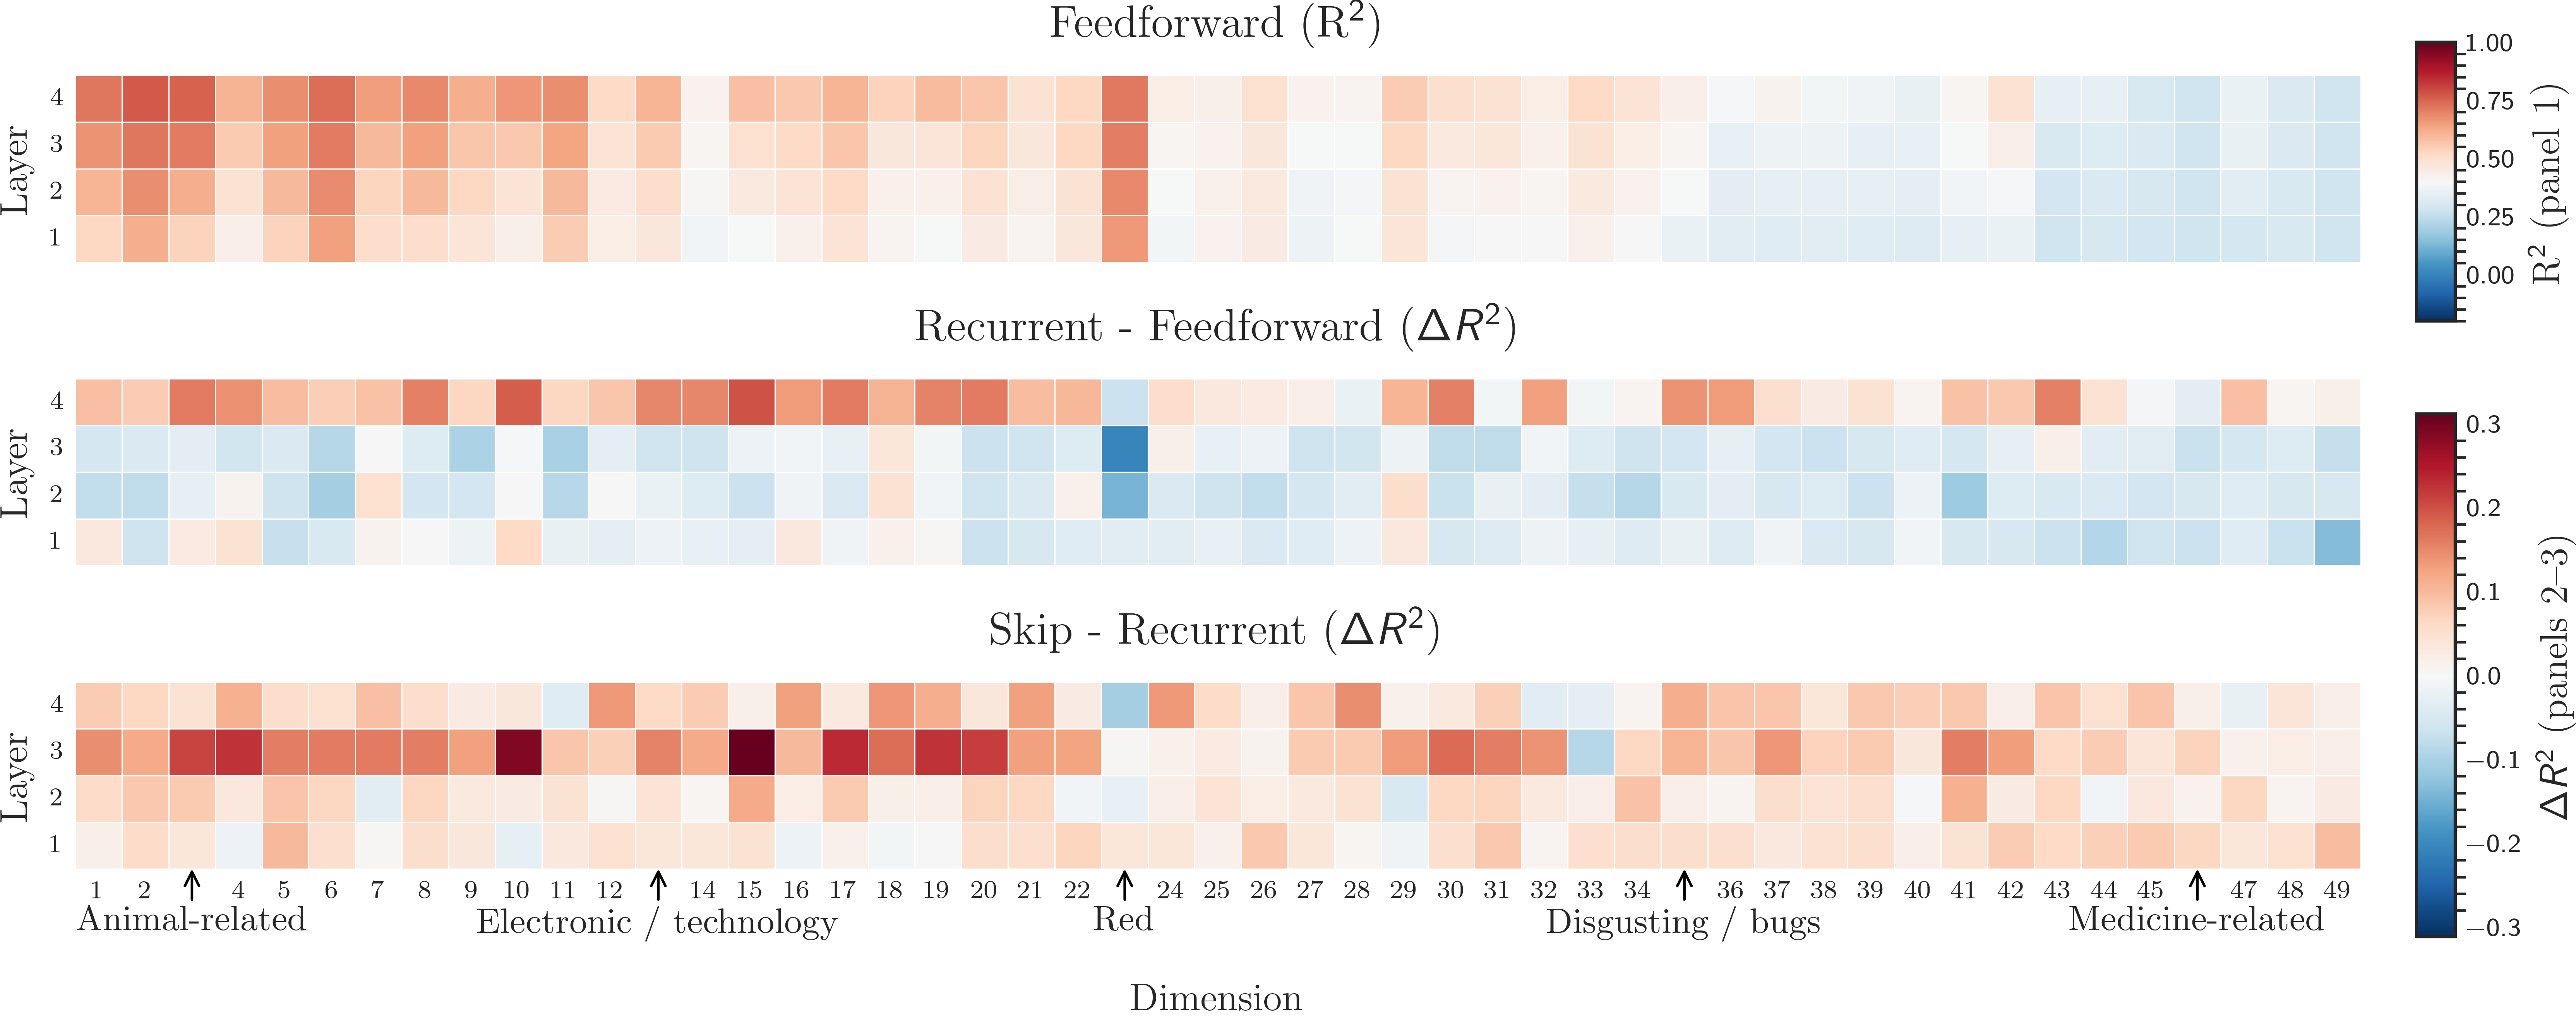 Feedforward (R²)
Layer
4
3
2
1
1.00
0.75
0.50
0.25
0.00
R² (panel 1)
Recurrent - Feedforward (ΔR²)
Layer
4
3
2
1
Skip - Recurrent (ΔR²)
Layer
4
3
2
1
0.3
0.2
0.1
0.0
−0.1
−0.2
−0.3
ΔR² (panels 2–3)
1 2 4 5 6 7 8 9 10 11 12 14 15 16 17 18 19 20 21 22 24 25 26 27 28 29 30 31 32 33 34 36 37 38 39 40 41 42 43 44 45 47 48 49
Animal-related Electronic / technology Red Disgusting / bugs Medicine-related
Dimension